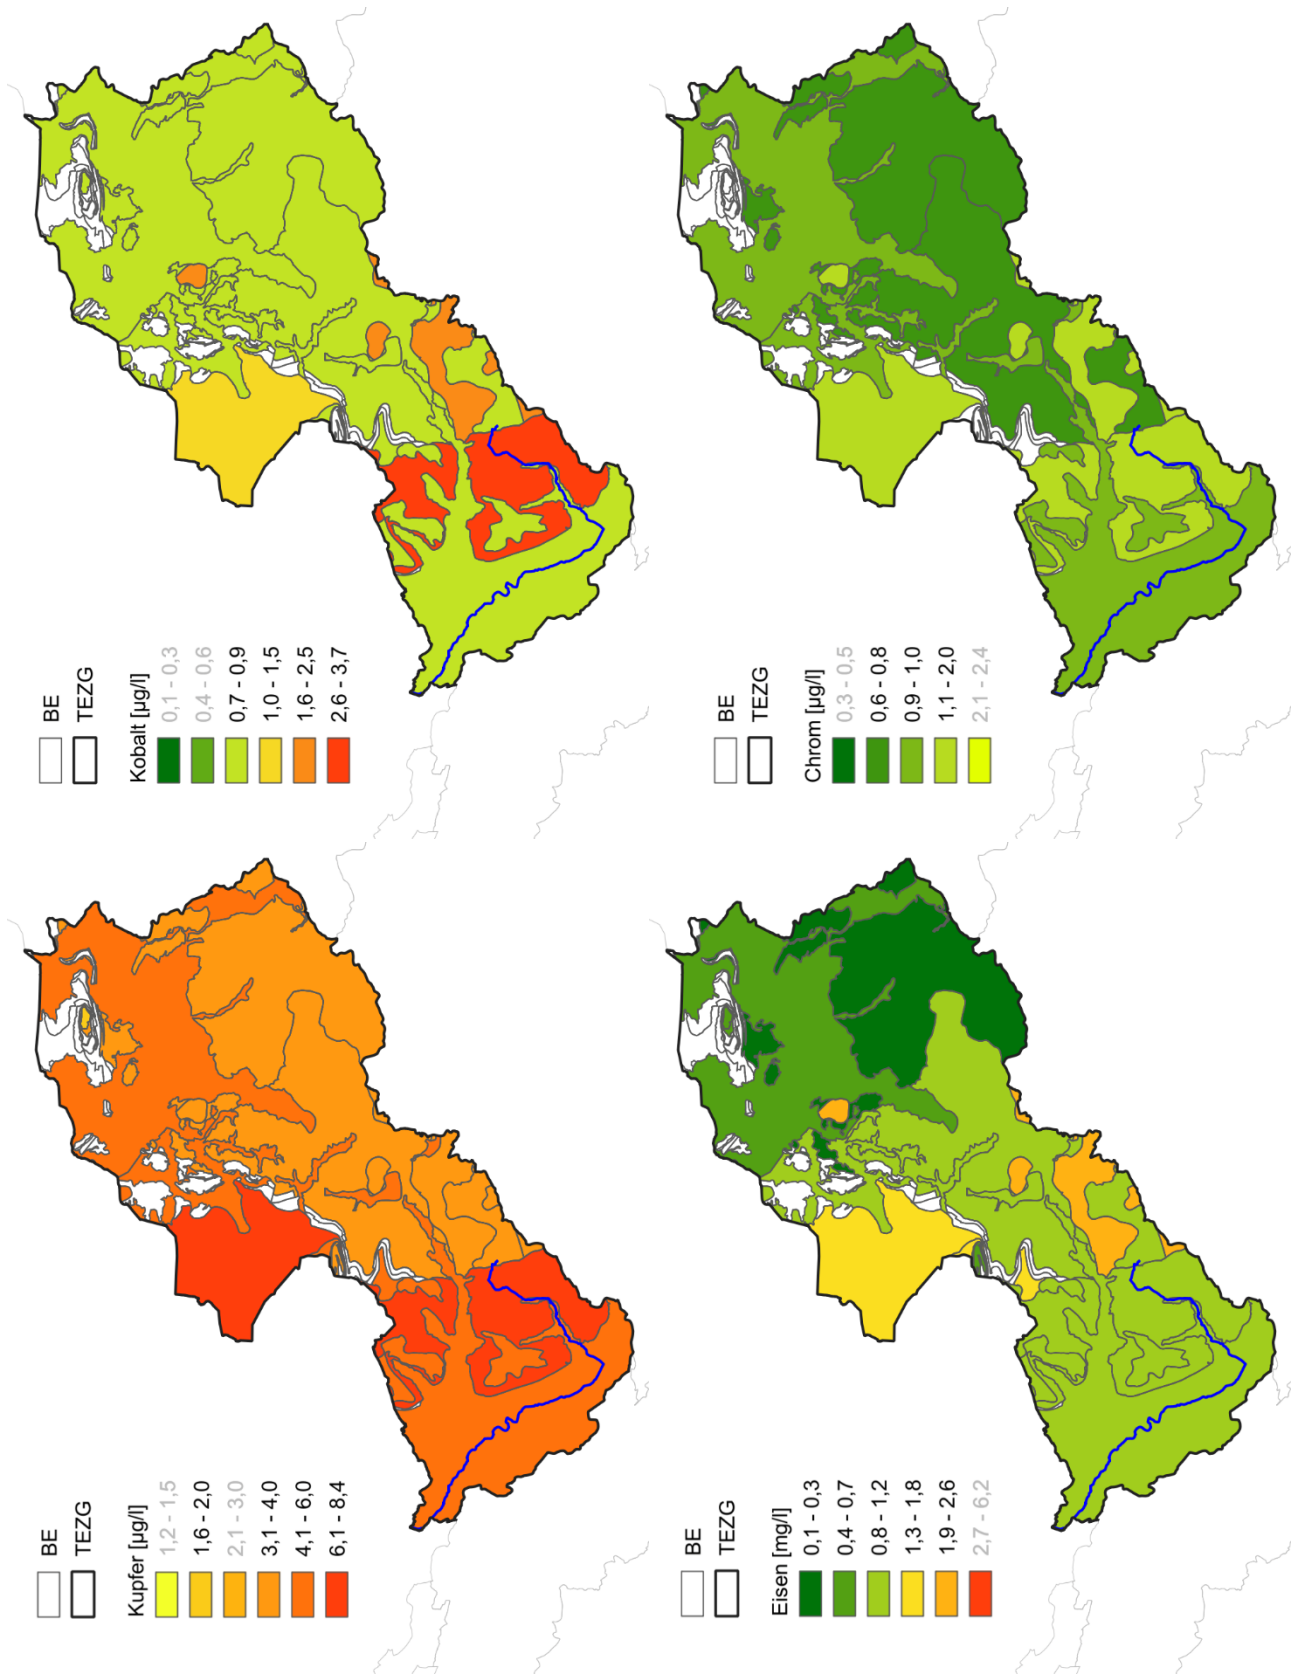 BE
TEZG
Kobalt [µg/l]
0,1 - 0,3
0,4 - 0,6
0,7 - 0,9
1,0 - 1,5
1,6 - 2,5
2,6 - 3,7
BE
TEZG
Chrom [µg/l]
0,3 - 0,5
0,6 - 0,8
0,9 - 1,0
1,1 - 2,0
2,1 - 2,4
BE
TEZG
Kupfer [µg/l]
1,2 - 1,5
1,6 - 2,0
2,1 - 3,0
3,1 - 4,0
4,1 - 6,0
6,1 - 8,4
BE
TEZG
Eisen [mg/l]
0,1 - 0,3
0,4 - 0,7
0,8 - 1,2
1,3 - 1,8
1,9 - 2,6
2,7 - 6,2